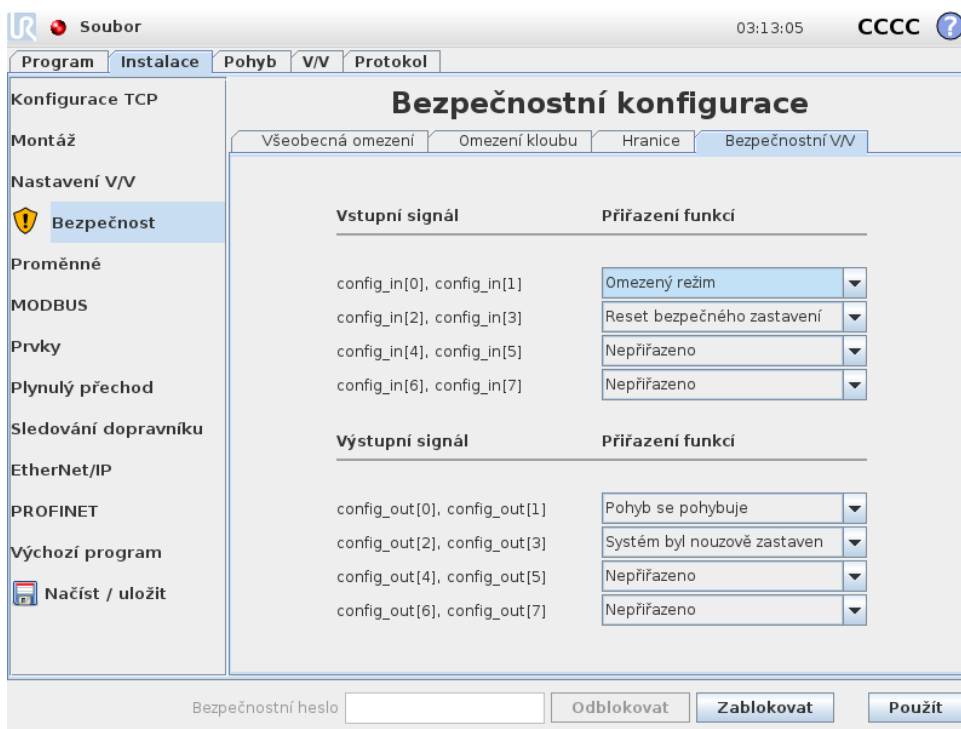 UR Soubor 03:13:05 CCCC ?
Program Instalace Pohyb V/V Protokol
Konfigurace TCP
Montáž
Nastavení V/V
Bezpečnost
Proměnné
MODBUS
Prvky
Plynulý přechod
Sledování dopravníku
EtherNet/IP
PROFINET
Výchozí program
Načíst / uložit
Bezpečnostní konfigurace
Všeobecná omezení Omezení kloubu Hranice Bezpečnostní V/V
Vstupní signál Přiřazení funkcí
config_in[0], config_in[1] Omezený režim
config_in[2], config_in[3] Reset bezpečného zastavení
config_in[4], config_in[5] Nepřiřazeno
config_in[6], config_in[7] Nepřiřazeno
Výstupní signál Přiřazení funkcí
config_out[0], config_out[1] Pohyb se pohybuje
config_out[2], config_out[3] Systém byl nouzově zastaven
config_out[4], config_out[5] Nepřiřazeno
config_out[6], config_out[7] Nepřiřazeno
Bezpečnostní heslo Odblokovat Zablokovat Použít